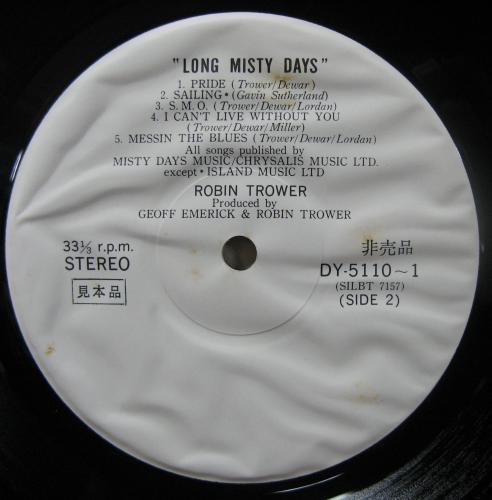 "LONG MISTY DAYS"
1. PRIDE (Trower/Dewar)
2. SAILING* (Gavin Sutherland)
3. S.M.O. (Trower/Dewar/Lordan)
4. I CAN'T LIVE WITHOUT YOU
(Trower/Dewar/Miller)
5. MESSIN THE BLUES (Trower/Dewar/Lordan)
All songs published by
MISTY DAYS MUSIC/CHRYSALIS MUSIC LTD.
except * ISLAND MUSIC LTD
ROBIN TROWER
Produced by
GEOFF EMERICK & ROBIN TROWER
33⅓ r.p.m.
STEREO
見本品
非売品
DY-5110~1
(SILBT 7157)
(SIDE 2)